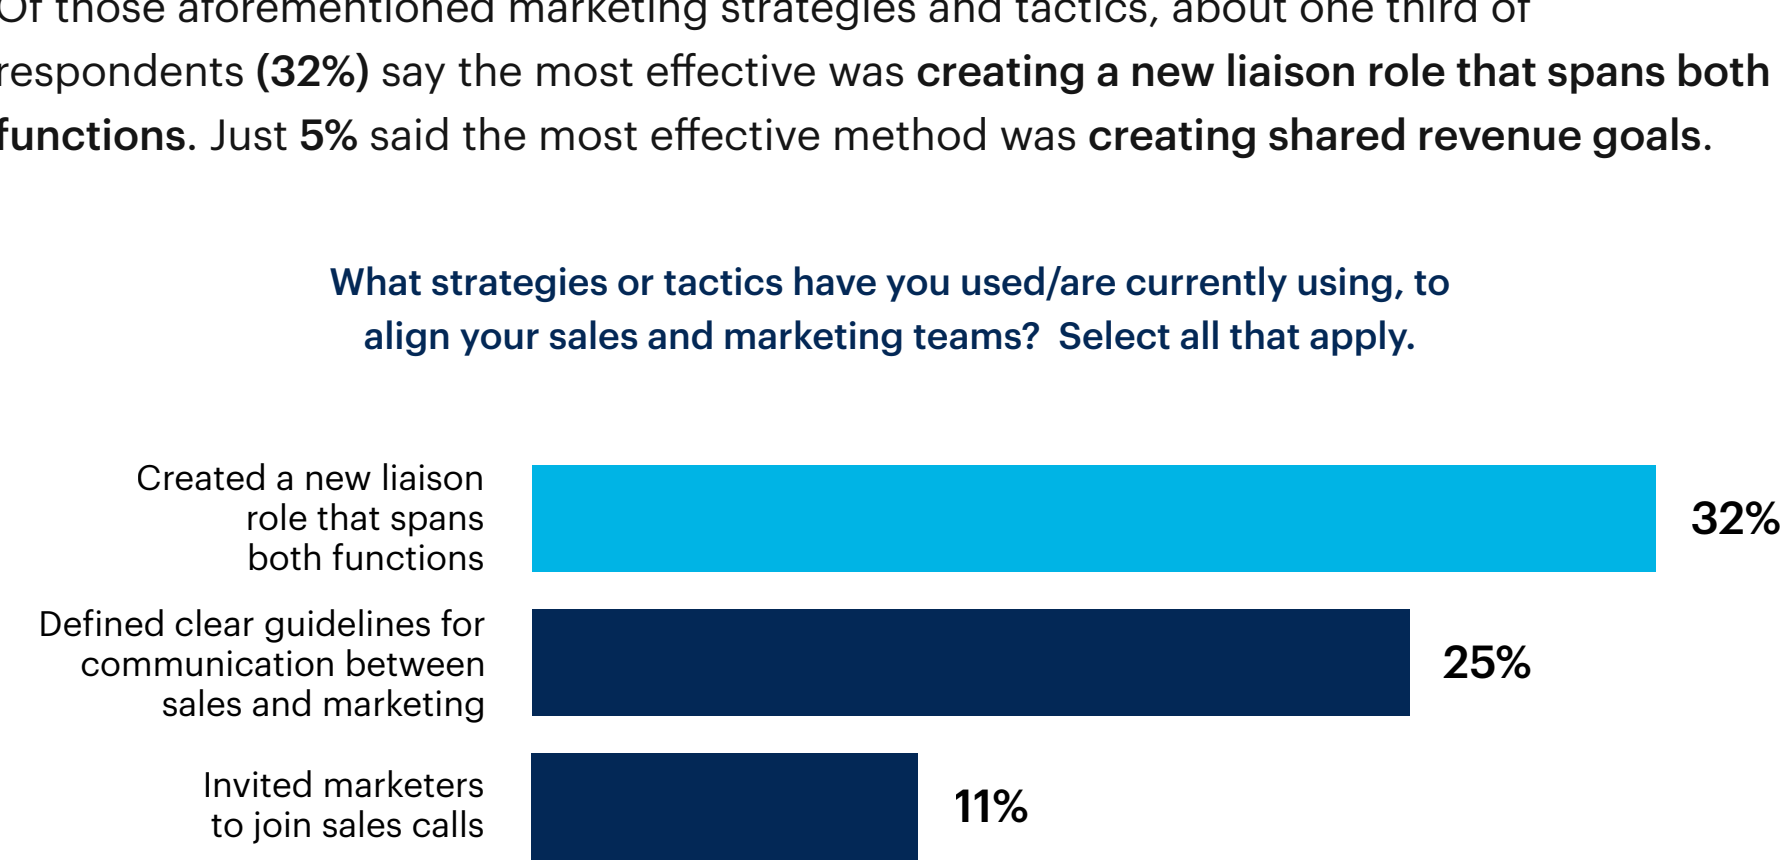 Of those aforementioned marketing strategies and tactics, about one third of
respondents (32%) say the most effective was creating a new liaison role that spans both
functions. Just 5% said the most effective method was creating shared revenue goals.
What strategies or tactics have you used/are currently using, to
align your sales and marketing teams? Select all that apply.
Created a new liaison
role that spans
both functions
32%
Defined clear guidelines for
communication between
sales and marketing
25%
Invited marketers
to join sales calls
11%